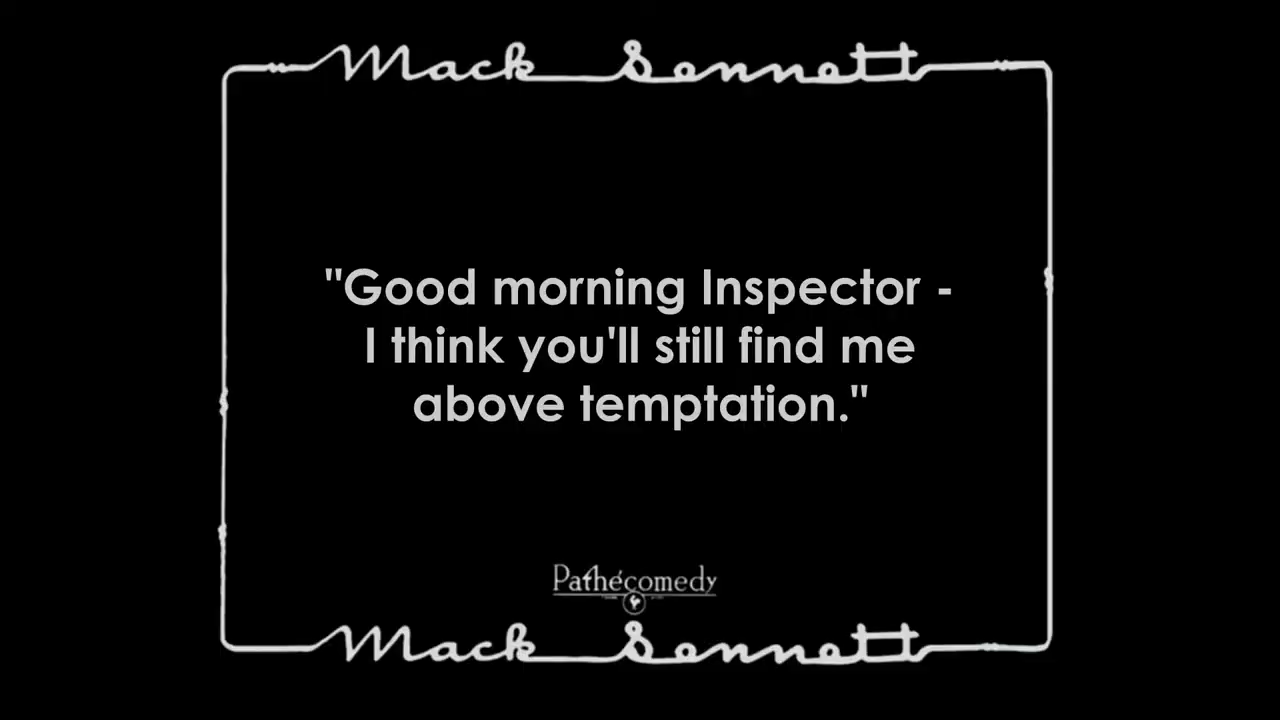 Mack Sennett
"Good morning Inspector -
I think you'll still find me
above temptation."
Pathécomedy
Mack Sennett